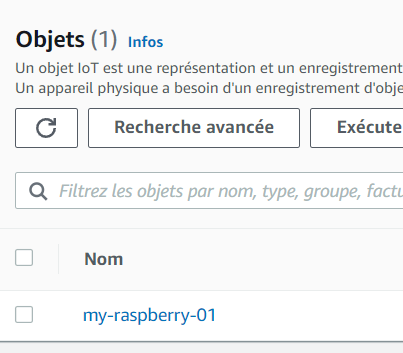 Objets (1) Infos
Un objet IoT est une représentation et un enregistrement
Un appareil physique a besoin d'un enregistrement d'obje
Recherche avancée Exécute
Filtrez les objets par nom, type, groupe, factu
Nom
my-raspberry-01